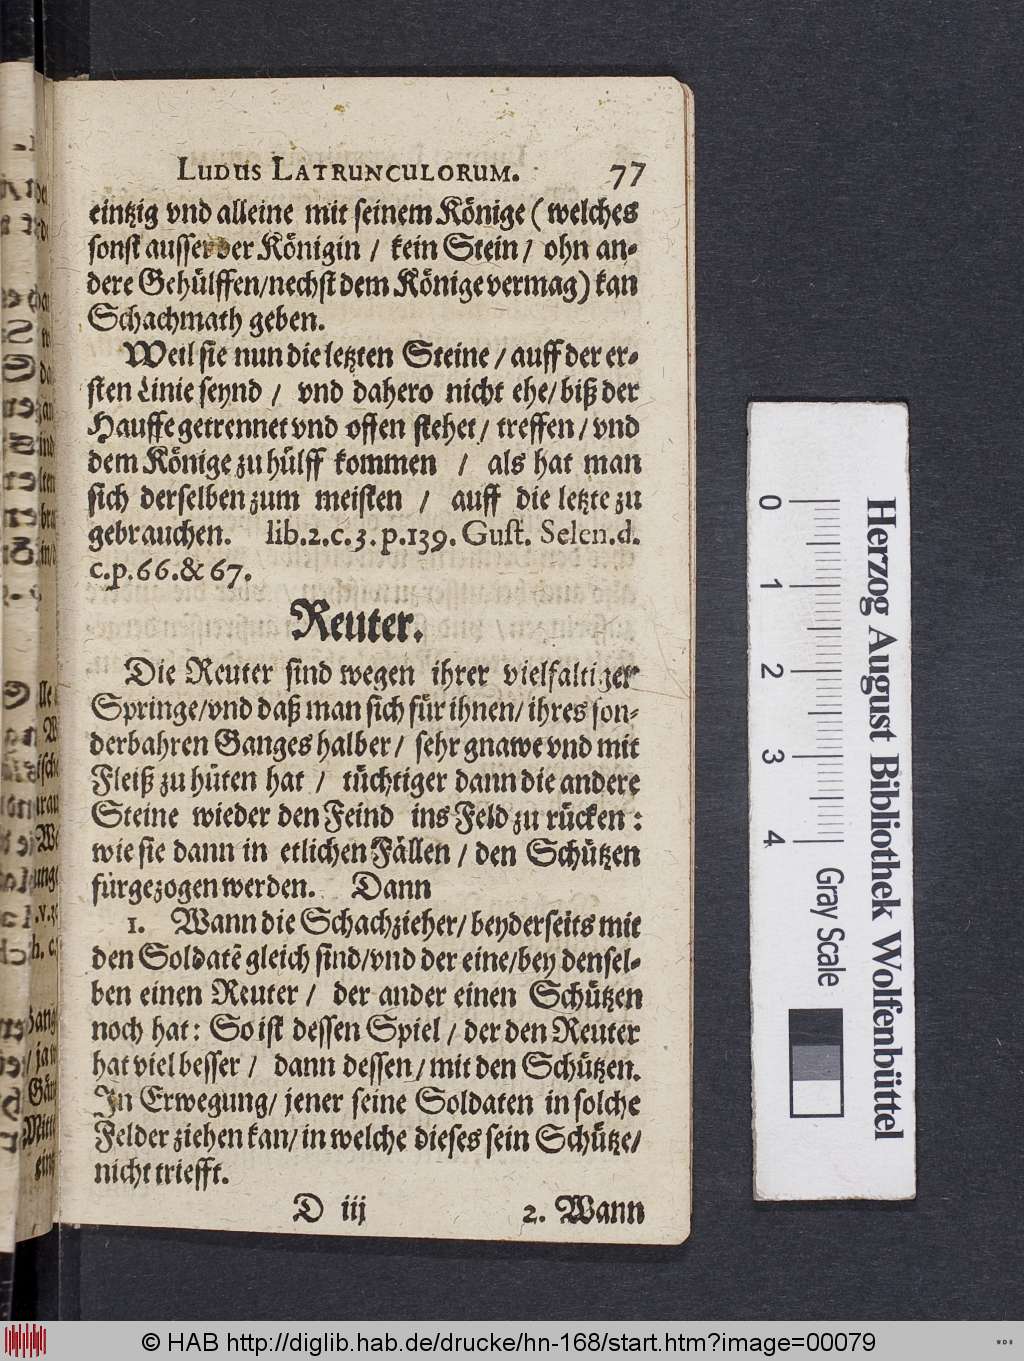 LUDUS LATRUNCULORUM. 77
eintzig vnd alleine mit seinem Könige ( welches
sonst ausser der Königin / kein Stein / ohn an-
dere Gehülffen/nechst dem Könige vermag) kan
Schachmath geben.
Weil sie nun die letzten Steine / auff der er-
sten Linie seynd / vnd dahero nicht ehe/ biß der
Hauffe getrennet vnd offen stehet/ treffen/ vnd
dem Könige zu hülff kommen / als hat man
sich derselben zum meisten / auff die letzte zu
gebrauchen. lib.2.c.3.p.139. Gust. Selen.d.
c.p.66.& 67.
Reuter.
Die Reuter sind wegen ihrer vielfaltiger
Springe/vnd daß man sich für ihnen/ ihres son-
derbahren Ganges halber/ sehr gnawe vnd mit
Fleiß zu hüten hat / tüchtiger dann die andere
Steine wieder den Feind ins Feld zu rücken :
wie sie dann in etlichen Fällen / den Schützen
fürgezogen werden. Dann
1. Wann die Schachzieher/ beyderseits mit
den Soldatē gleich sind/vnd der eine/bey densel-
ben einen Reuter / der ander einen Schützen
noch hat: So ist dessen Spiel / der den Reuter
hat viel besser / dann dessen/ mit den Schützen.
In Erwegung/ jener seine Soldaten in solche
Felder ziehen kan/ in welche dieses sein Schütze/
nicht triefft.
D iij 2. Wann
0 1 2 3 4 Gray Scale
Herzog August Bibliothek Wolfenbüttel
© HAB http://diglib.hab.de/drucke/hn-168/start.htm?image=00079